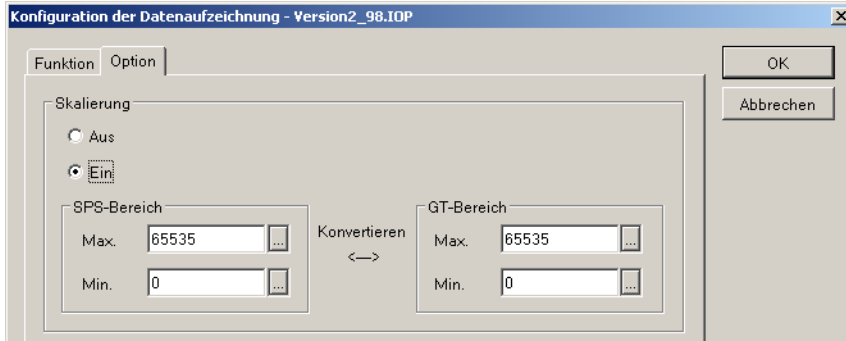 Konfiguration der Datenaufzeichnung - Version2_98.IOP
Funktion Option
OK
Abbrechen
Skalierung
Aus
Ein
SPS-Bereich
Max. 65535 ...
Min. 0 ...
Konvertieren
<—>
GT-Bereich
Max. 65535 ...
Min. 0 ...